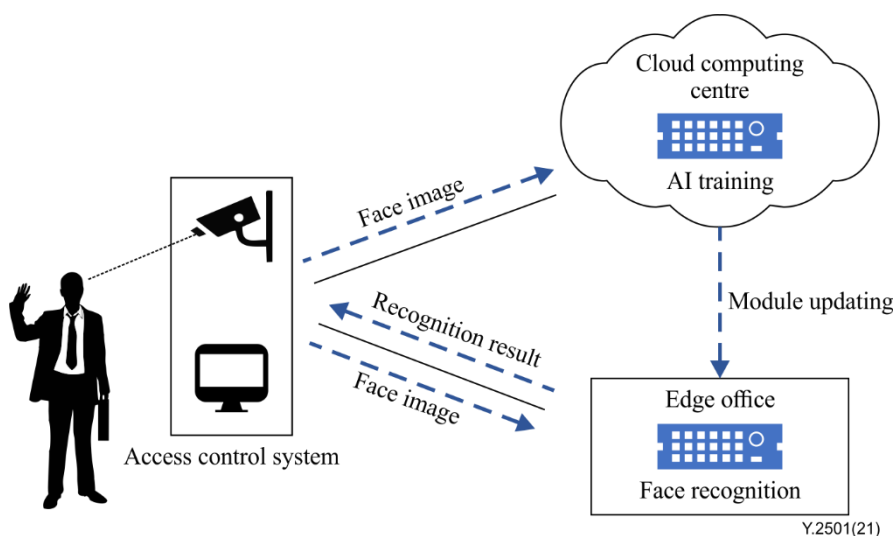 Cloud computing
centre
AI training
Face image
Recognition result
Face image
Module updating
Access control system
Edge office
Face recognition
Y.2501(21)